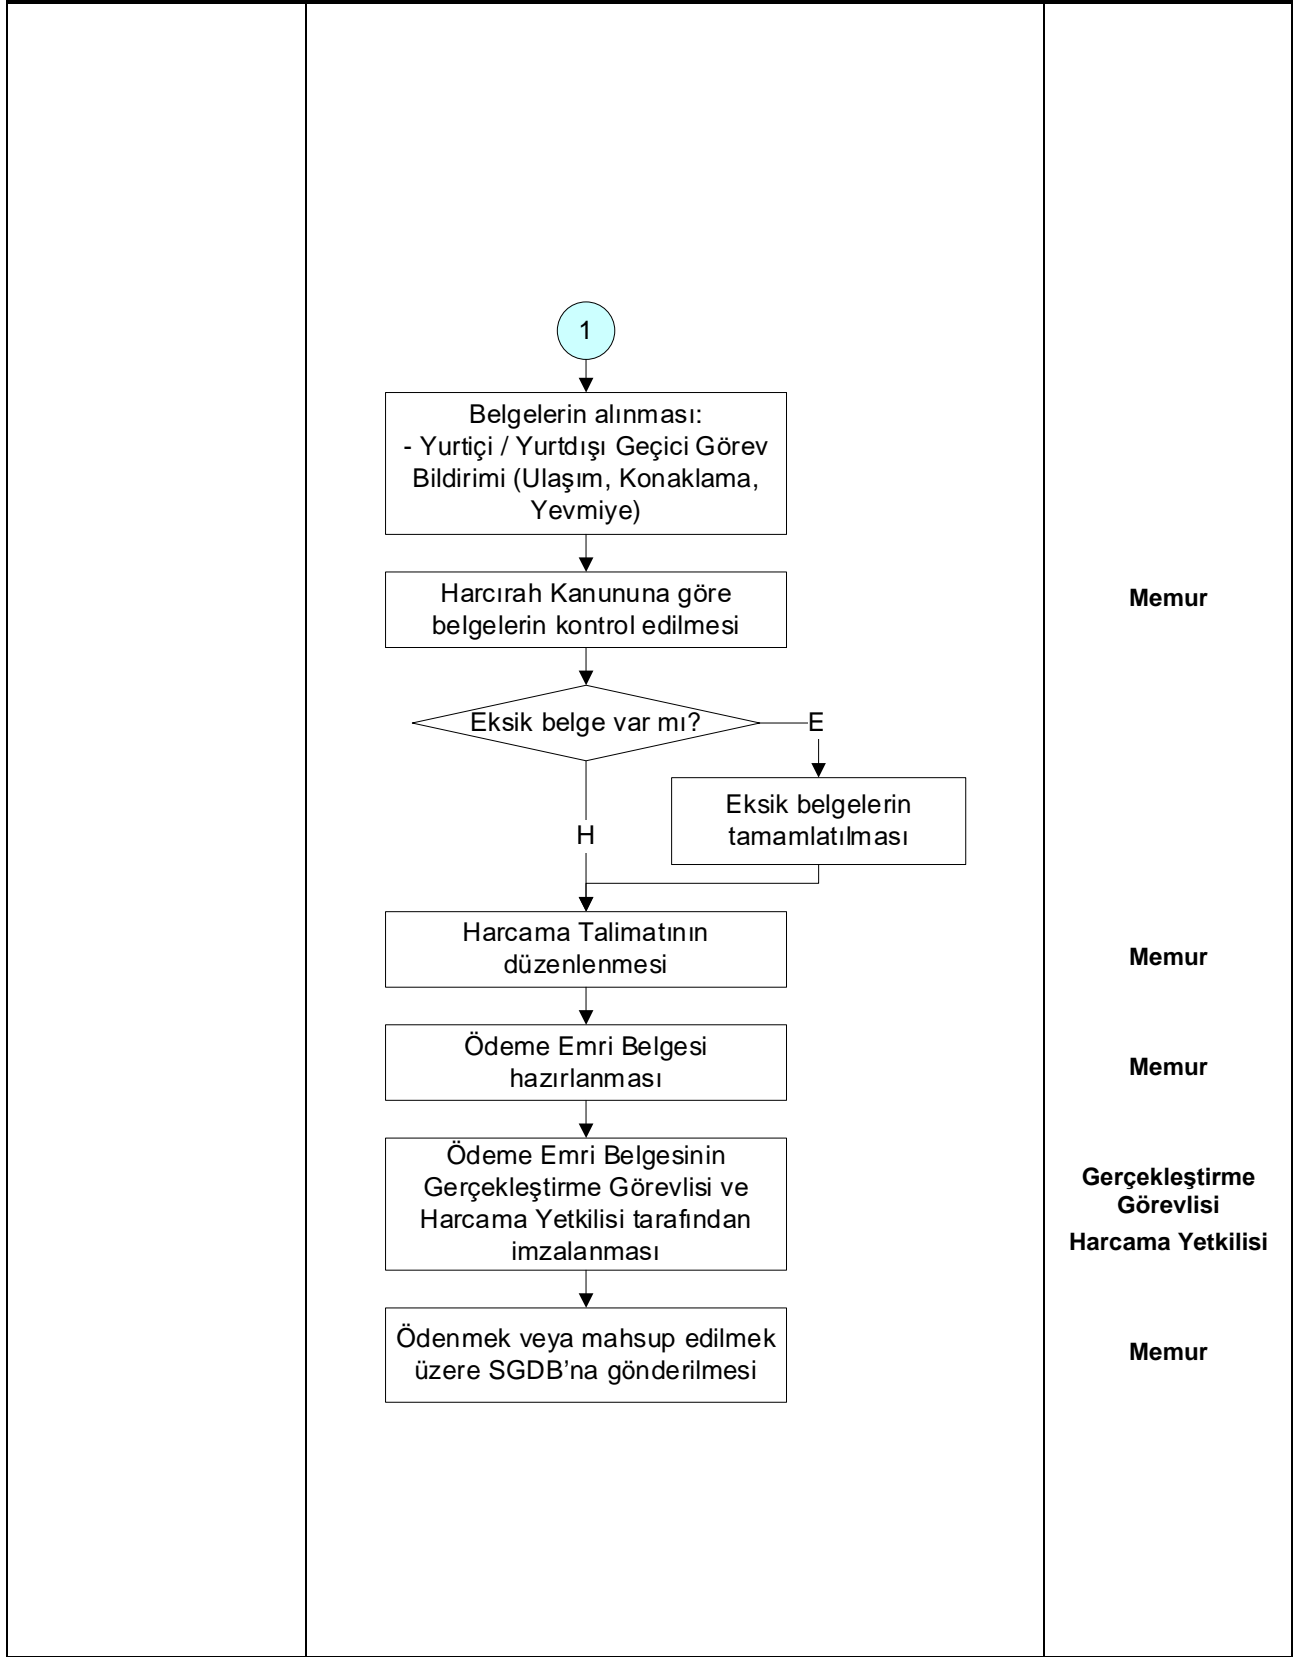 1
Belgelerin alınması:
- Yurtiçi / Yurtdışı Geçici Görev
Bildirimi (Ulaşım, Konaklama,
Yevmiye)
Harcırah Kanununa göre
belgelerin kontrol edilmesi
Memur
Eksik belge var mı?
E
Eksik belgelerin
tamamlatılması
H
Harcama Talimatının
düzenlenmesi
Memur
Ödeme Emri Belgesi
hazırlanması
Memur
Ödeme Emri Belgesinin
Gerçekleştirme Görevlisi ve
Harcama Yetkilisi tarafından
imzalanması
Gerçekleştirme
Görevlisi
Harcama Yetkilisi
Ödenmek veya mahsup edilmek
üzere SGDB’na gönderilmesi
Memur